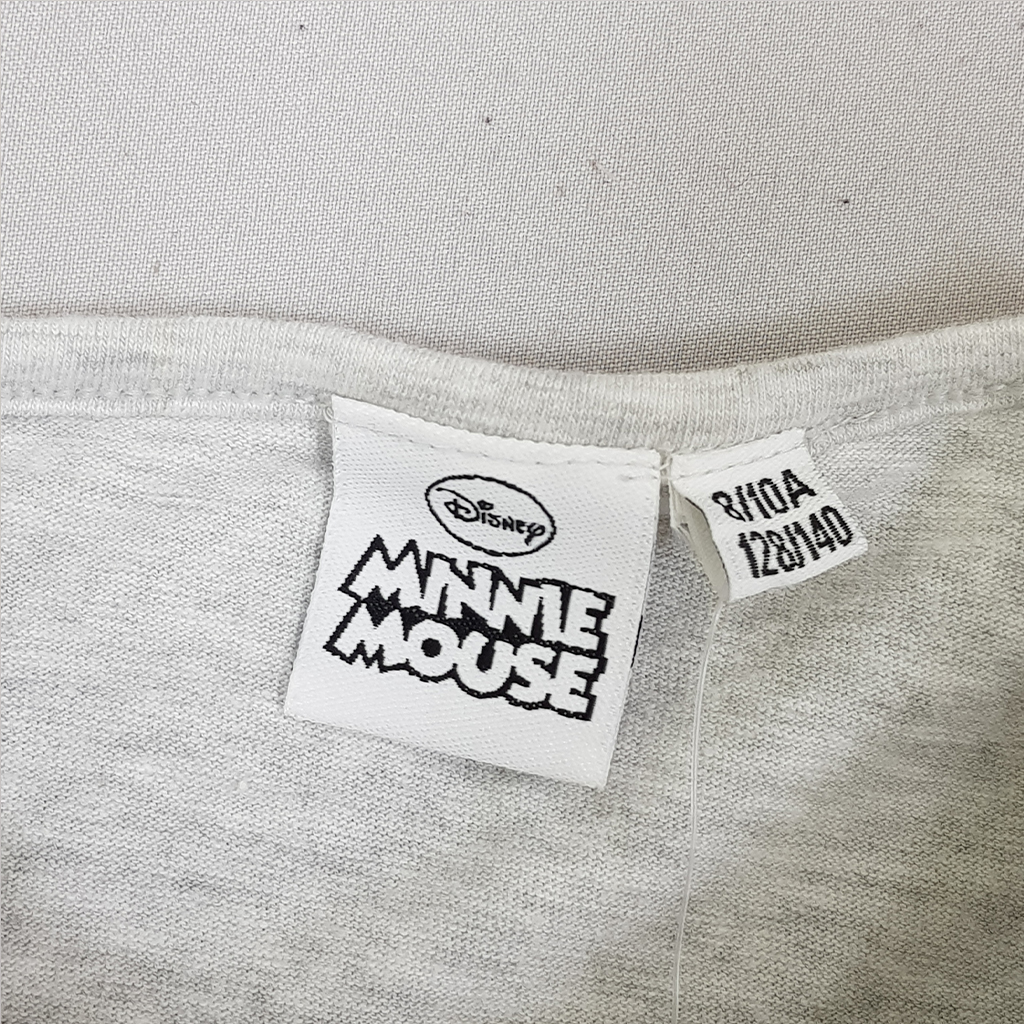 Disney
MINNIE
MOUSE
8/10A
128/140